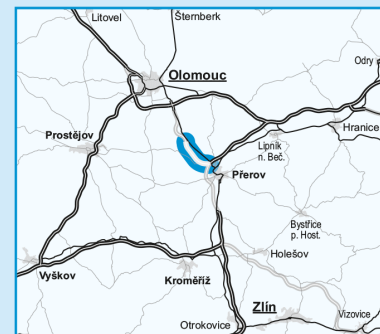 Litovel
Šternberk
Odry
Olomouc
Hranice
Prostějov
Lipník
n. Beč.
Přerov
Bystřice
p. Host.
Holešov
Vyškov
Kroměříž
Zlín
Vizovice
Otrokovice